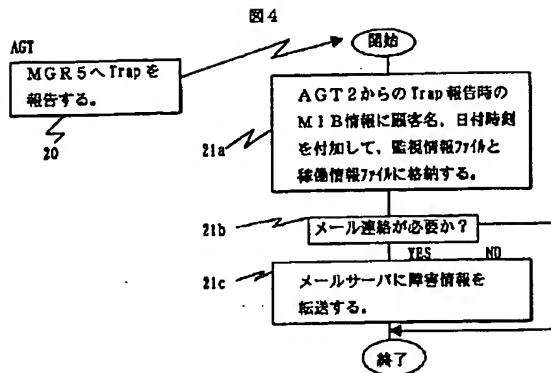 図4
AGT
MGR5へTrapを
報告する。
20
開始
AGT2からのTrap報告時の
MIB情報に顧客名、日付時刻
を付加して、監視情報ファイルと
稼働情報ファイルに格納する。
21a
21b
メール連絡が必要か?
YES
NO
21c
メールサーバに障害情報を
転送する。
終了